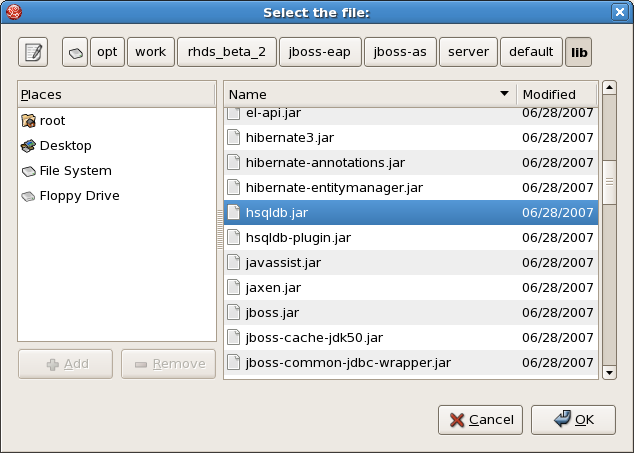 Select the file:
opt work rhds_beta_2 jboss-eap jboss-as server default lib
Places
root
Desktop
File System
Floppy Drive
Add Remove
Name Modified
el-api.jar 06/28/2007
hibernate3.jar 06/28/2007
hibernate-annotations.jar 06/28/2007
hibernate-entitymanager.jar 06/28/2007
hsqldb.jar 06/28/2007
hsqldb-plugin.jar 06/28/2007
javassist.jar 06/28/2007
jaxen.jar 06/28/2007
jboss.jar 06/28/2007
jboss-cache-jdk50.jar 06/28/2007
jboss-common-jdbc-wrapper.jar 06/28/2007
Cancel OK